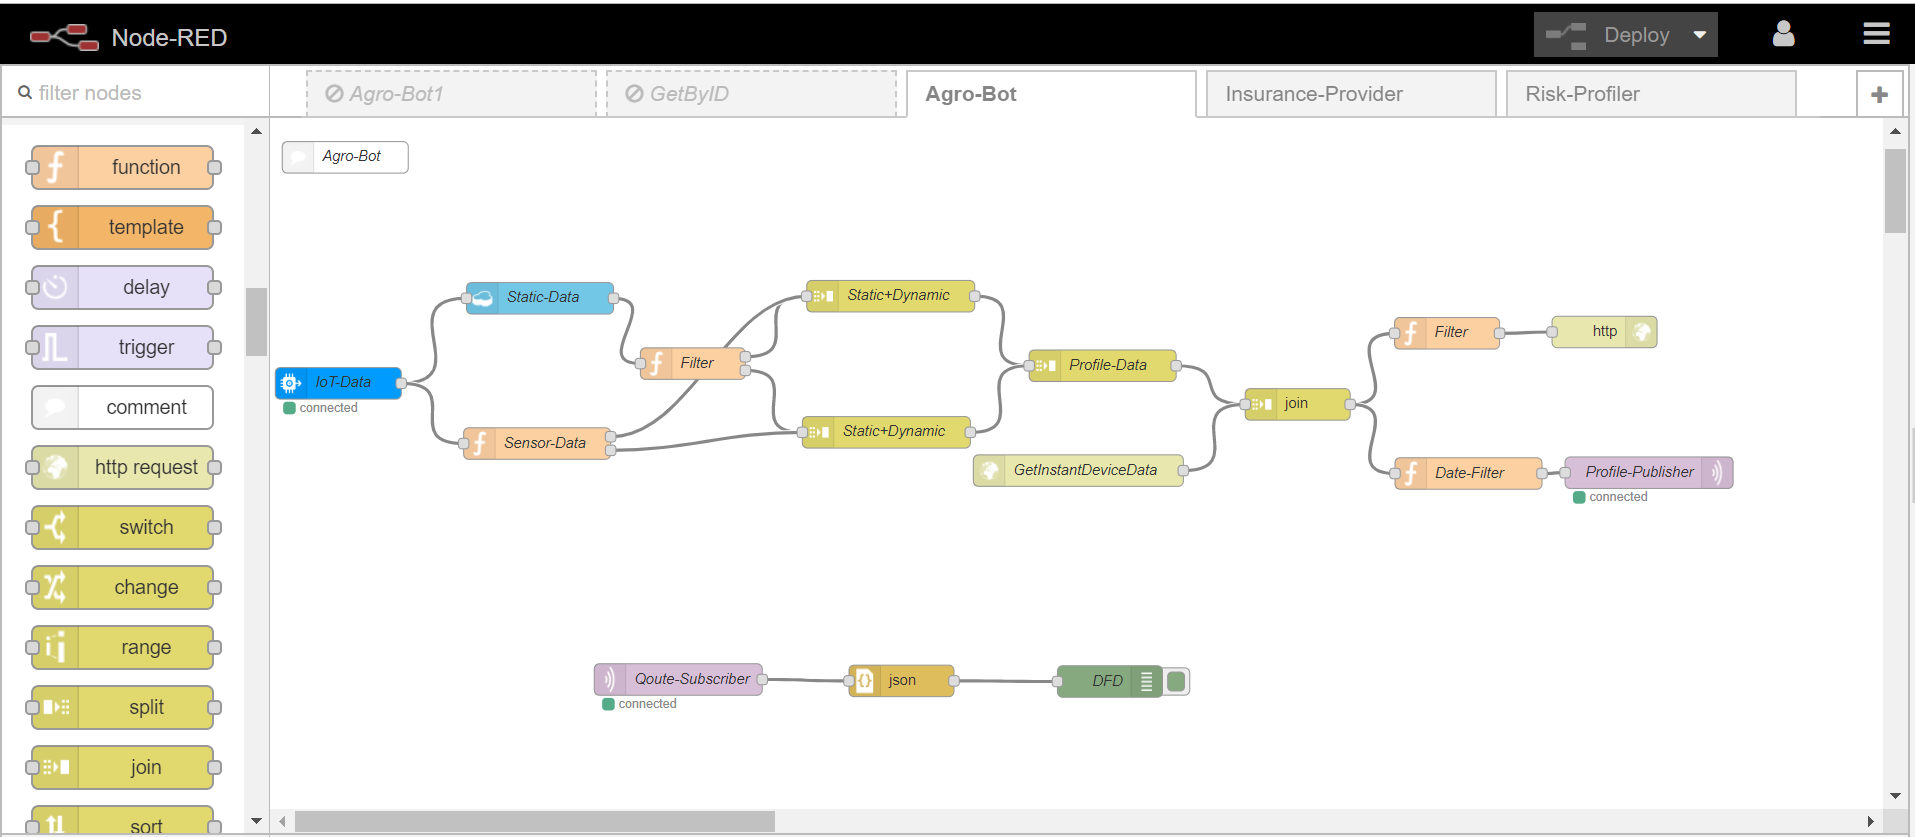 Node-RED
Deploy
filter nodes
Agro-Bot1
GetByID
Agro-Bot
Insurance-Provider
Risk-Profiler
function
template
delay
trigger
comment
http request
switch
change
range
split
join
sort
Agro-Bot
Static-Data
Static+Dynamic
Filter
http
Filter
Profile-Data
IoT-Data
connected
join
Sensor-Data
Static+Dynamic
GetInstantDeviceData
Date-Filter
Profile-Publisher
connected
Qoute-Subscriber
connected
json
DFD